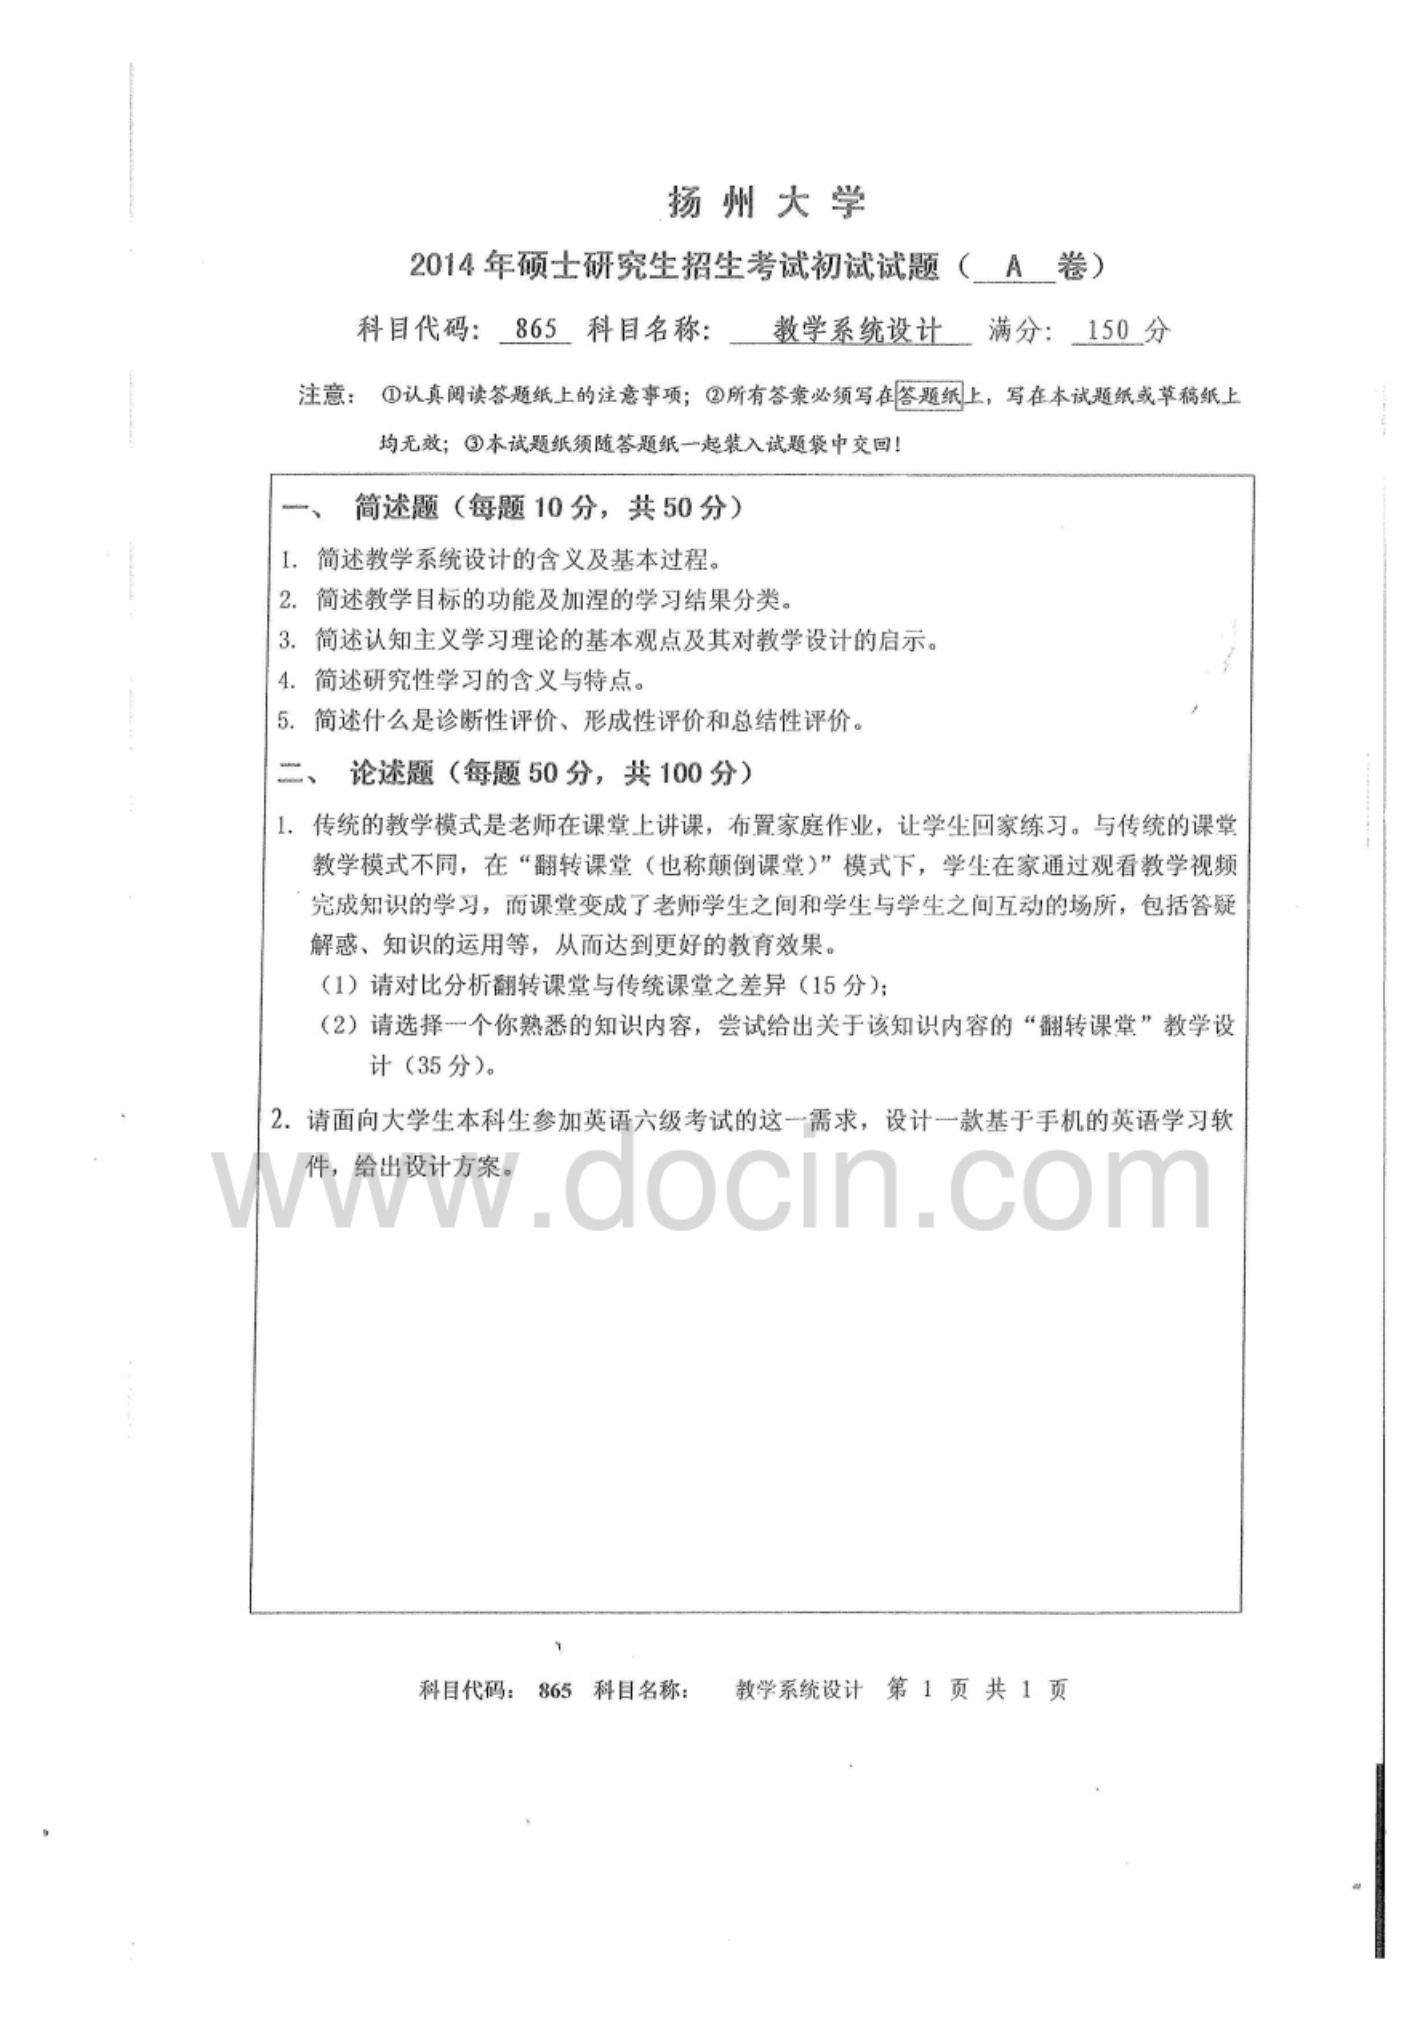 扬州大学
2014年硕士研究生招生考试初试试题（ A 卷）
科目代码： 865 科目名称： 教学系统设计 满分： 150 分
注意： ①认真阅读答题纸上的注意事项；②所有答案必须写在答题纸上，写在本试题纸或草稿纸上
均无效；③本试题纸须随答题纸一起装入试题袋中交回！
一、 简述题（每题10分，共50分）
1. 简述教学系统设计的含义及基本过程。
2. 简述教学目标的功能及加涅的学习结果分类。
3. 简述认知主义学习理论的基本观点及其对教学设计的启示。
4. 简述研究性学习的含义与特点。
5. 简述什么是诊断性评价、形成性评价和总结性评价。
二、 论述题（每题50分，共100分）
1. 传统的教学模式是老师在课堂上讲课，布置家庭作业，让学生回家练习。与传统的课堂
教学模式不同，在“翻转课堂（也称颠倒课堂）”模式下，学生在家通过观看教学视频
完成知识的学习，而课堂变成了老师学生之间和学生与学生之间互动的场所，包括答疑
解惑、知识的运用等，从而达到更好的教育效果。
（1）请对比分析翻转课堂与传统课堂之差异（15分）；
（2）请选择一个你熟悉的知识内容，尝试给出关于该知识内容的“翻转课堂”教学设
计（35分）。
2. 请面向大学生本科生参加英语六级考试的这一需求，设计一款基于手机的英语学习软
件，给出设计方案。
www.docin.com
科目代码： 865 科目名称： 教学系统设计 第 1 页 共 1 页